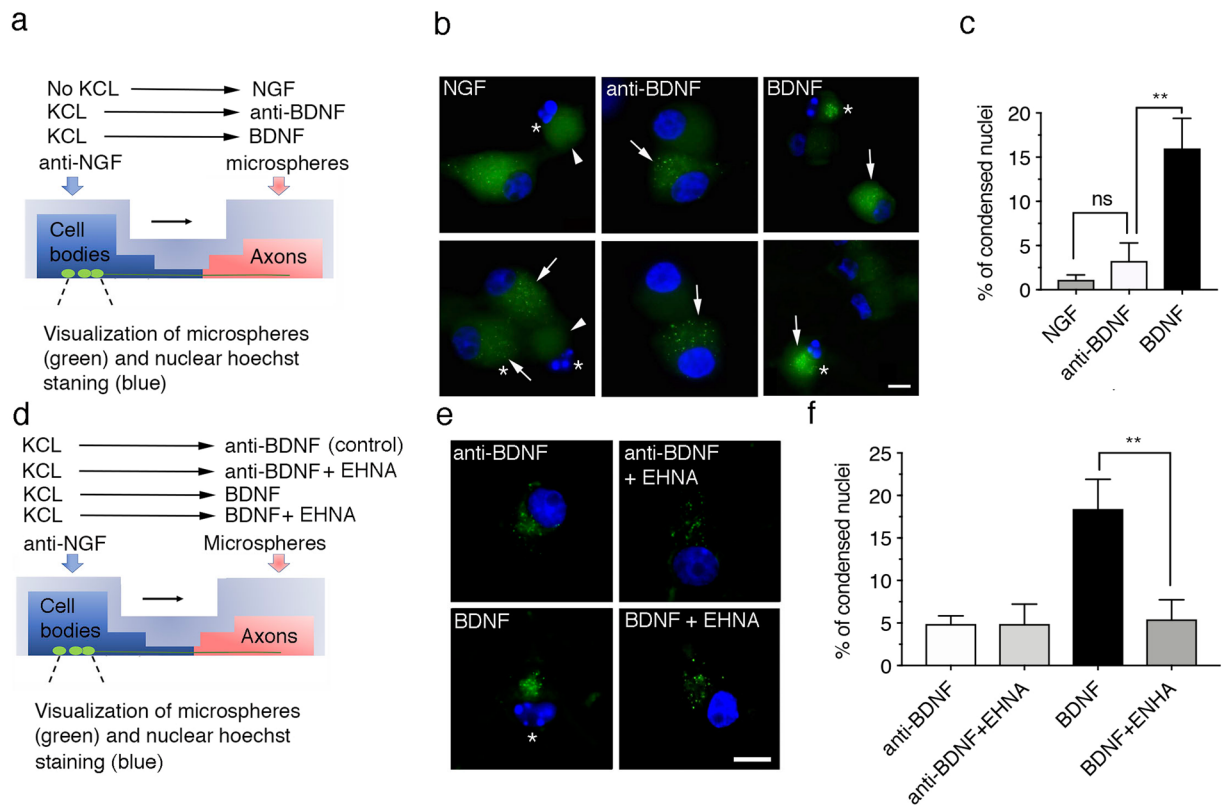 a
No KCL NGF
KCL anti-BDNF
KCL BDNF
anti-NGF microspheres
Cell
bodies
Axons
Visualization of microspheres
(green) and nuclear hoechst
staning (blue)
b
NGF
anti-BDNF
BDNF
*
*
*
*
*
c
% of condensed nuclei
20
15
10
5
0
ns
**
NGF
anti-BDNF
BDNF
d
KCL anti-BDNF (control)
KCL anti-BDNF + EHNA
KCL BDNF
KCL BDNF + EHNA
anti-NGF Microspheres
Cell
bodies
Axons
Visualization of microspheres
(green) and nuclear hoechst
staining (blue)
e
anti-BDNF
anti-BDNF
+ EHNA
BDNF
BDNF + EHNA
*
f
% of condensed nuclei
25
20
15
10
5
0
**
anti-BDNF
anti-BDNF+EHNA
BDNF
BDNF+ENHA